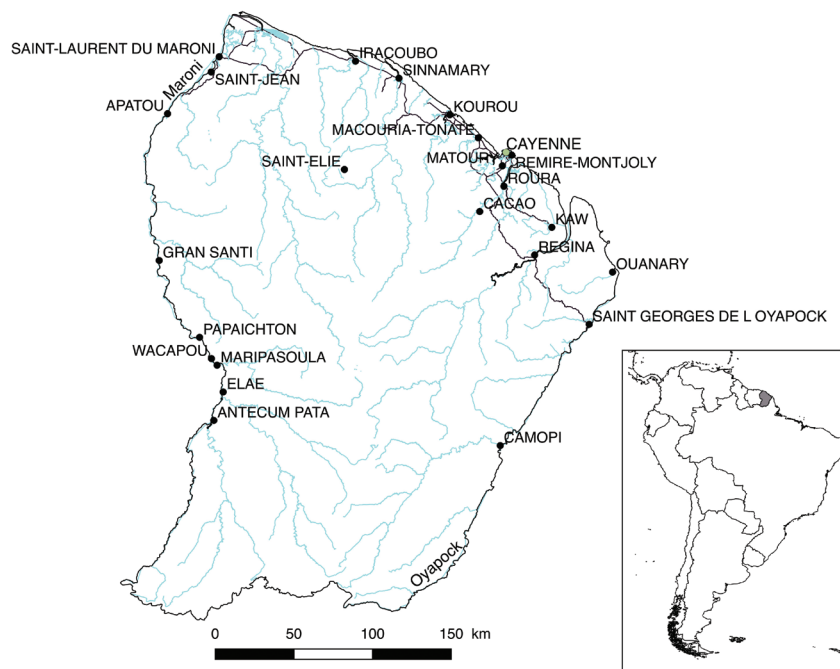 SAINT-LAURENT DU MARONI
IRACOUBO
Maroni
SAINT-JEAN
SINNAMARY
APATOU
KOUROU
MACOURIA-TONATE
CAYENNE
MATOURY
REMIRE-MONTJOLY
SAINT-ELIE
ROURA
CACAO
KAW
REGINA
GRAN SANTI
OUANARY
SAINT GEORGES DE L OYAPOCK
PAPAICHTON
WACAPOU
MARIPASOULA
ELAE
ANTECUM PATA
CAMOPI
Oyapock
0 50 100 150 km